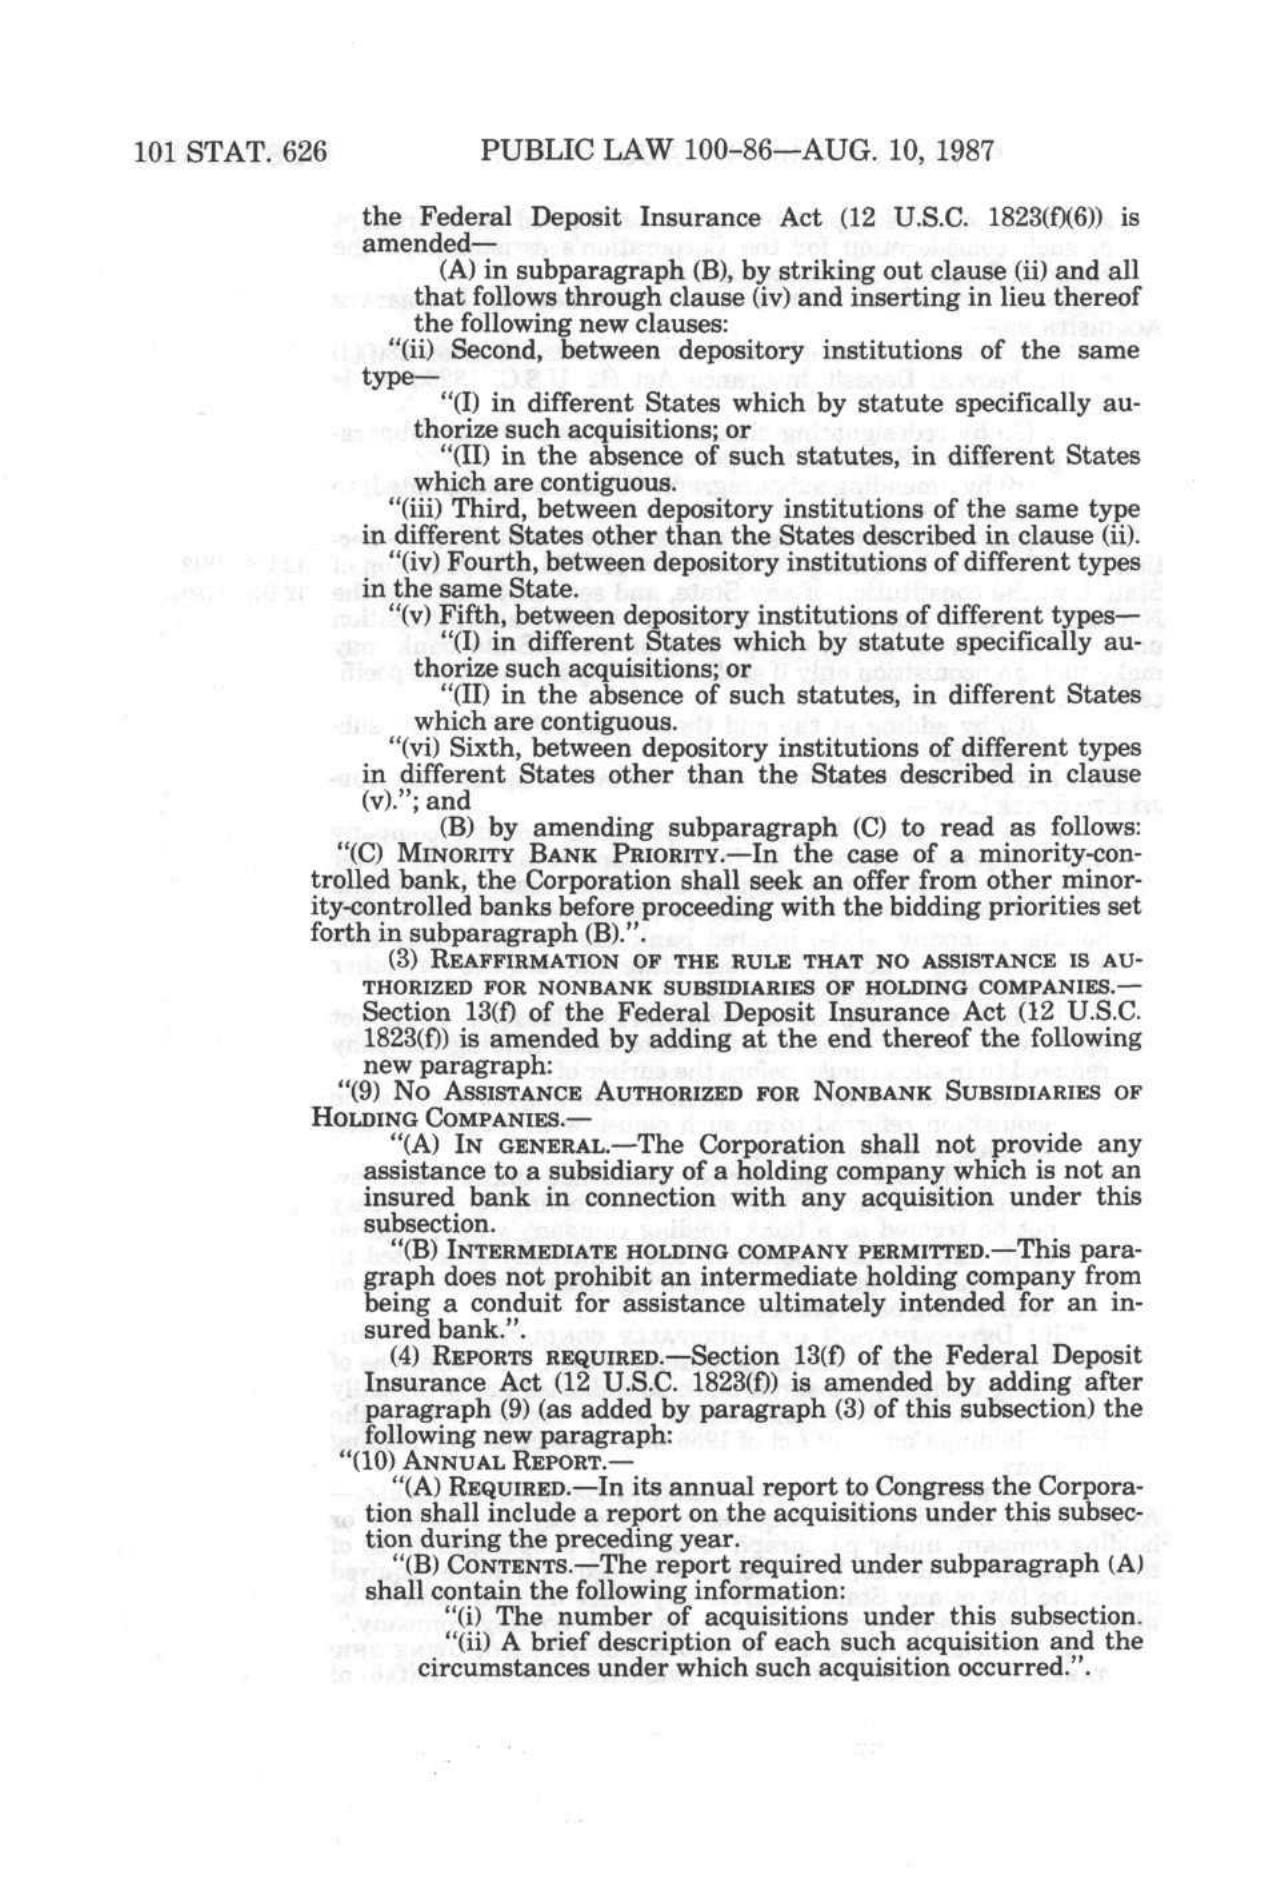 101 STAT. 626 PUBLIC LAW 100-86—AUG. 10, 1987
the Federal Deposit Insurance Act (12 U.S.C. 1823(f)(6)) is
amended—
(A) in subparagraph (B), by striking out clause (ii) and all
that follows through clause (iv) and inserting in lieu thereof
the following new clauses:
“(ii) Second, between depository institutions of the same
type—
“(I) in different States which by statute specifically au-
thorize such acquisitions; or
“(II) in the absence of such statutes, in different States
which are contiguous.
“(iii) Third, between depository institutions of the same type
in different States other than the States described in clause (ii).
“(iv) Fourth, between depository institutions of different types
in the same State.
“(v) Fifth, between depository institutions of different types—
“(I) in different States which by statute specifically au-
thorize such acquisitions; or
“(II) in the absence of such statutes, in different States
which are contiguous.
“(vi) Sixth, between depository institutions of different types
in different States other than the States described in clause
(v).”; and
(B) by amending subparagraph (C) to read as follows:
“(C) MINORITY BANK PRIORITY.—In the case of a minority-con-
trolled bank, the Corporation shall seek an offer from other minor-
ity-controlled banks before proceeding with the bidding priorities set
forth in subparagraph (B).”.
(3) REAFFIRMATION OF THE RULE THAT NO ASSISTANCE IS AU-
THORIZED FOR NONBANK SUBSIDIARIES OF HOLDING COMPANIES.—
Section 13(f) of the Federal Deposit Insurance Act (12 U.S.C.
1823(f)) is amended by adding at the end thereof the following
new paragraph:
“(9) NO ASSISTANCE AUTHORIZED FOR NONBANK SUBSIDIARIES OF
HOLDING COMPANIES.—
“(A) IN GENERAL.—The Corporation shall not provide any
assistance to a subsidiary of a holding company which is not an
insured bank in connection with any acquisition under this
subsection.
“(B) INTERMEDIATE HOLDING COMPANY PERMITTED.—This para-
graph does not prohibit an intermediate holding company from
being a conduit for assistance ultimately intended for an in-
sured bank.”.
(4) REPORTS REQUIRED.—Section 13(f) of the Federal Deposit
Insurance Act (12 U.S.C. 1823(f)) is amended by adding after
paragraph (9) (as added by paragraph (3) of this subsection) the
following new paragraph:
“(10) ANNUAL REPORT.—
“(A) REQUIRED.—In its annual report to Congress the Corpora-
tion shall include a report on the acquisitions under this subsec-
tion during the preceding year.
“(B) CONTENTS.—The report required under subparagraph (A)
shall contain the following information:
“(i) The number of acquisitions under this subsection.
“(ii) A brief description of each such acquisition and the
circumstances under which such acquisition occurred.”.